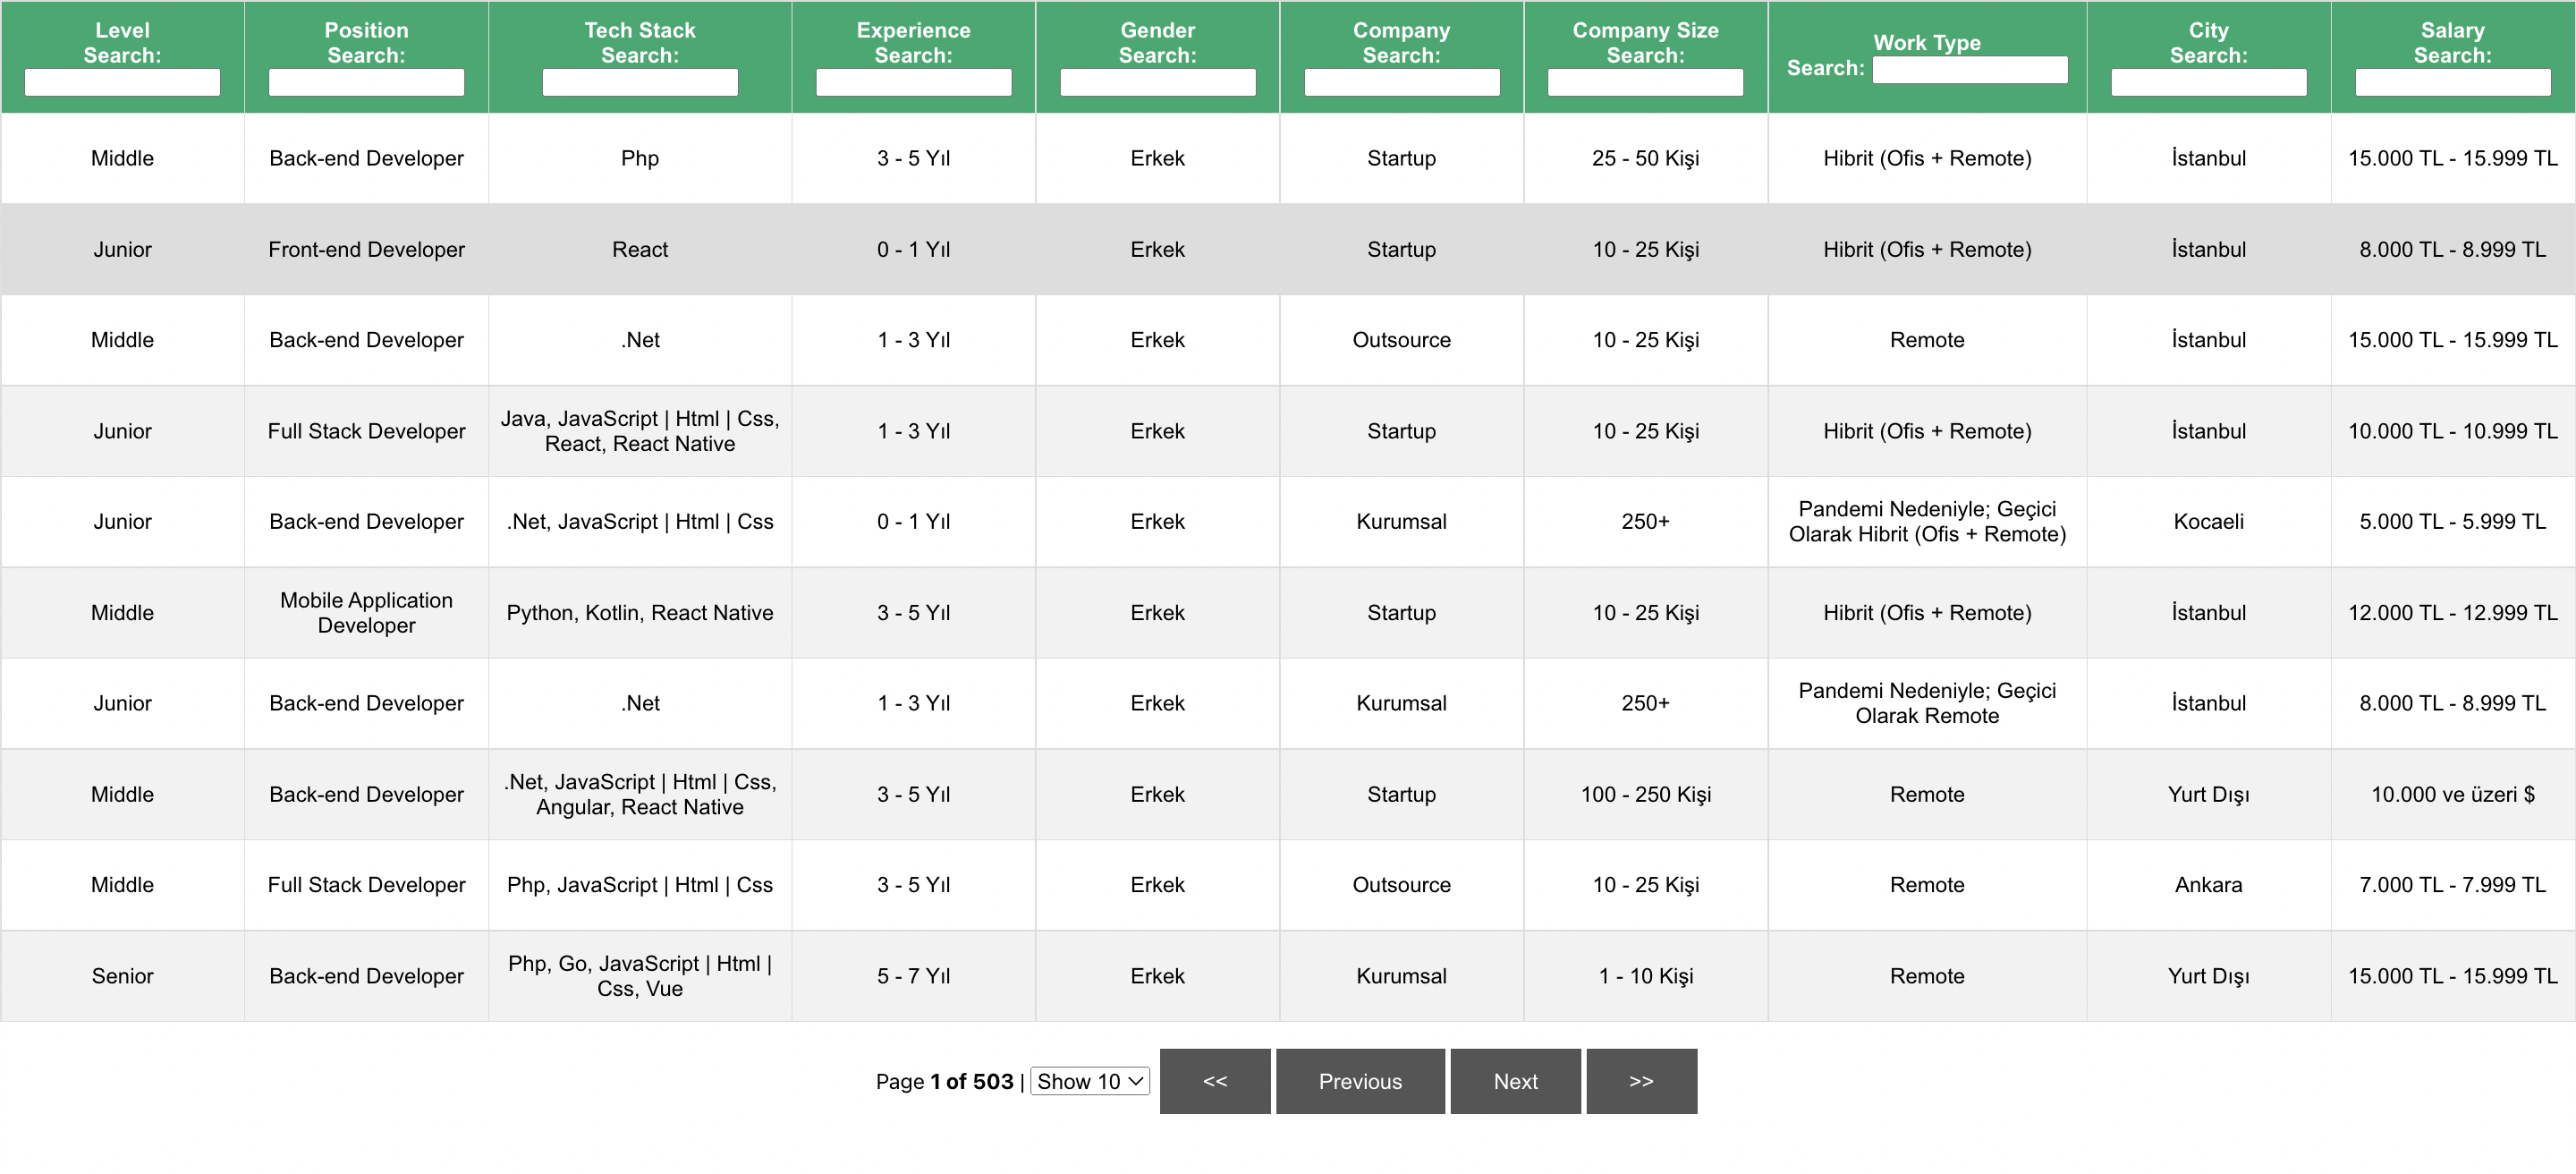 Level Position Tech Stack Experience Gender Company Company Size Work Type City Salary
Search: Search: Search: Search: Search: Search: Search: Search: Search: Search:
Middle Back-end Developer Php 3 - 5 Yıl Erkek Startup 25 - 50 Kişi Hibrit (Ofis + Remote) İstanbul 15.000 TL - 15.999 TL
Junior Front-end Developer React 0 - 1 Yıl Erkek Startup 10 - 25 Kişi Hibrit (Ofis + Remote) İstanbul 8.000 TL - 8.999 TL
Middle Back-end Developer .Net 1 - 3 Yıl Erkek Outsource 10 - 25 Kişi Remote İstanbul 15.000 TL - 15.999 TL
Junior Full Stack Developer Java, JavaScript | Html | Css, React, React Native 1 - 3 Yıl Erkek Startup 10 - 25 Kişi Hibrit (Ofis + Remote) İstanbul 10.000 TL - 10.999 TL
Junior Back-end Developer .Net, JavaScript | Html | Css 0 - 1 Yıl Erkek Kurumsal 250+ Pandemi Nedeniyle; Geçici Olarak Hibrit (Ofis + Remote) Kocaeli 5.000 TL - 5.999 TL
Middle Mobile Application Developer Python, Kotlin, React Native 3 - 5 Yıl Erkek Startup 10 - 25 Kişi Hibrit (Ofis + Remote) İstanbul 12.000 TL - 12.999 TL
Junior Back-end Developer .Net 1 - 3 Yıl Erkek Kurumsal 250+ Pandemi Nedeniyle; Geçici Olarak Remote İstanbul 8.000 TL - 8.999 TL
Middle Back-end Developer .Net, JavaScript | Html | Css, Angular, React Native 3 - 5 Yıl Erkek Startup 100 - 250 Kişi Remote Yurt Dışı 10.000 ve üzeri $
Middle Full Stack Developer Php, JavaScript | Html | Css 3 - 5 Yıl Erkek Outsource 10 - 25 Kişi Remote Ankara 7.000 TL - 7.999 TL
Senior Back-end Developer Php, Go, JavaScript | Html | Css, Vue 5 - 7 Yıl Erkek Kurumsal 1 - 10 Kişi Remote Yurt Dışı 15.000 TL - 15.999 TL
Page 1 of 503 | Show 10 << Previous Next >>